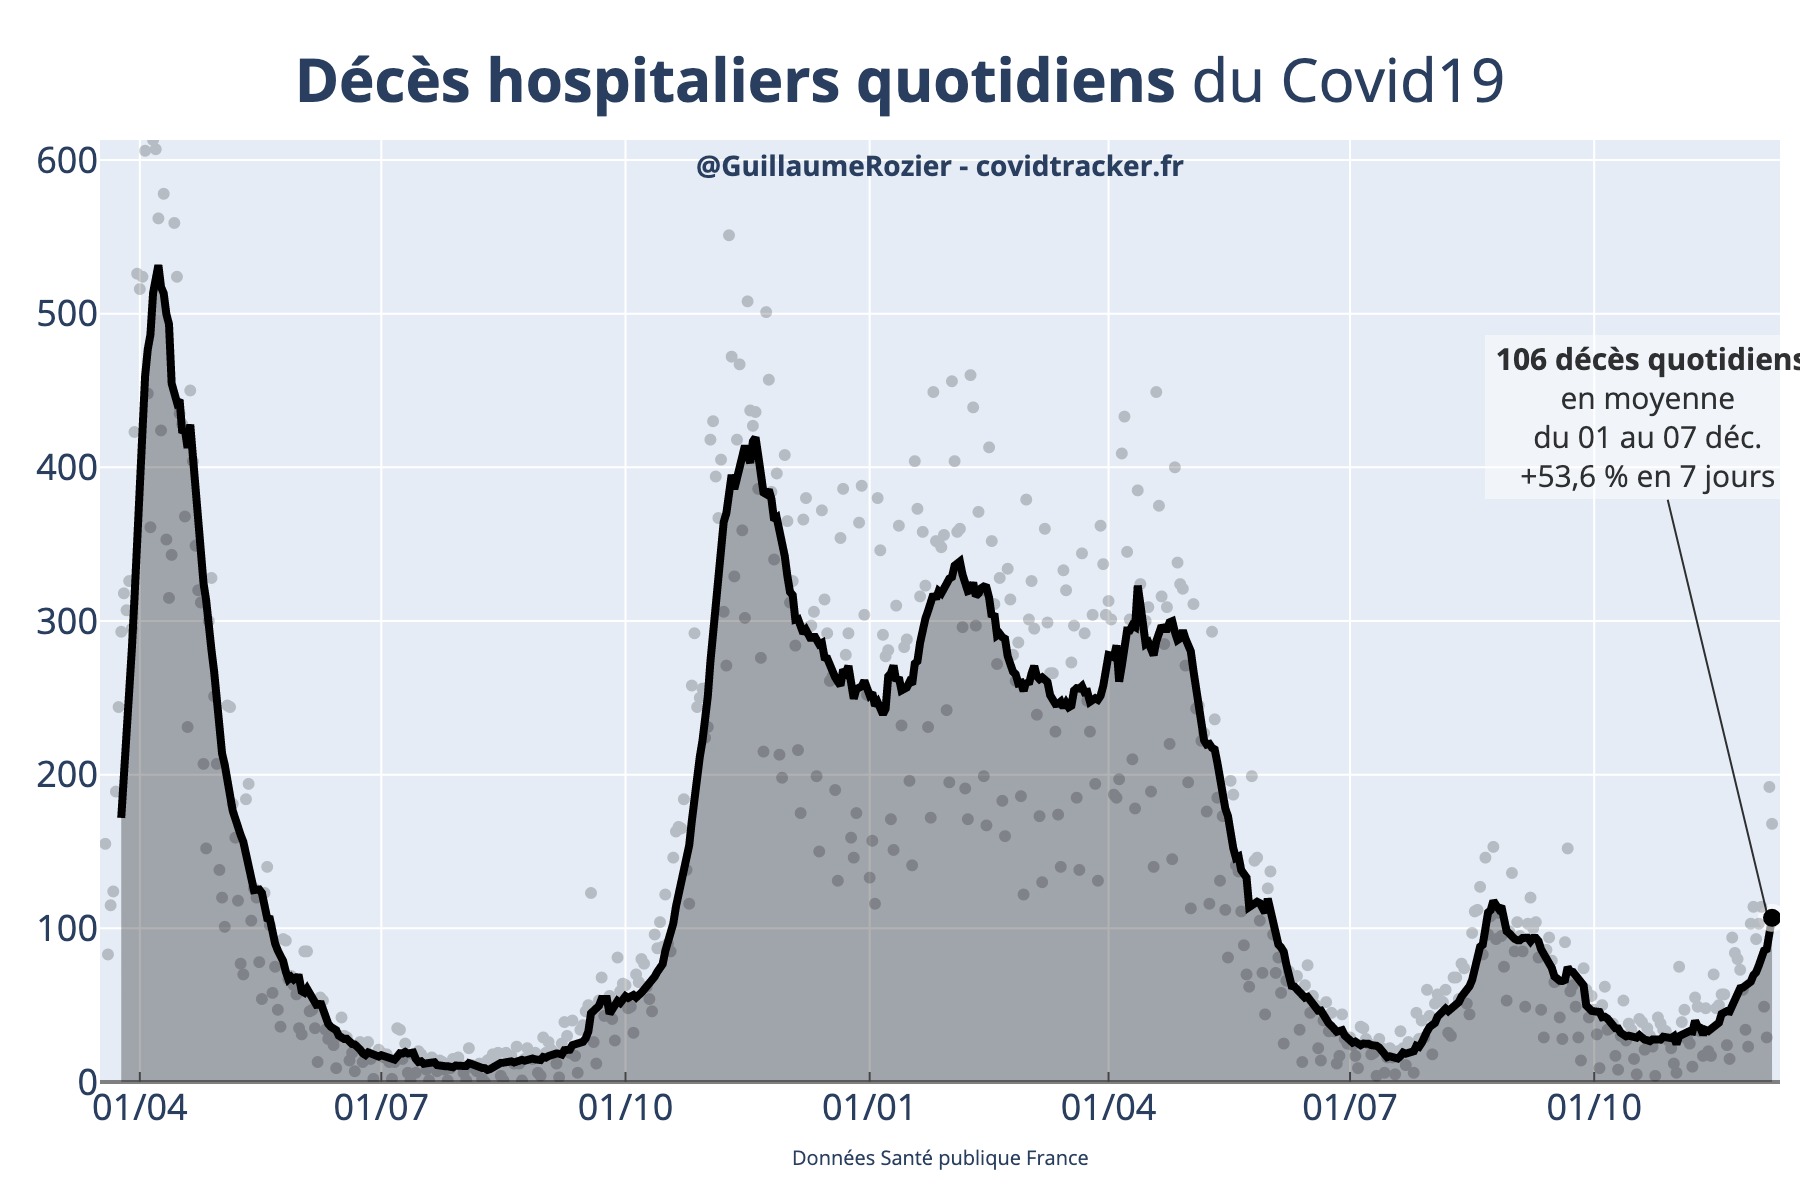 Décès hospitaliers quotidiens du Covid19
@GuillaumeRozier - covidtracker.fr
600
500
400
300
200
100
0
106 décès quotidiens
en moyenne
du 01 au 07 déc.
+53,6 % en 7 jours
01/04 01/07 01/10 01/01 01/04 01/07 01/10
Données Santé publique France